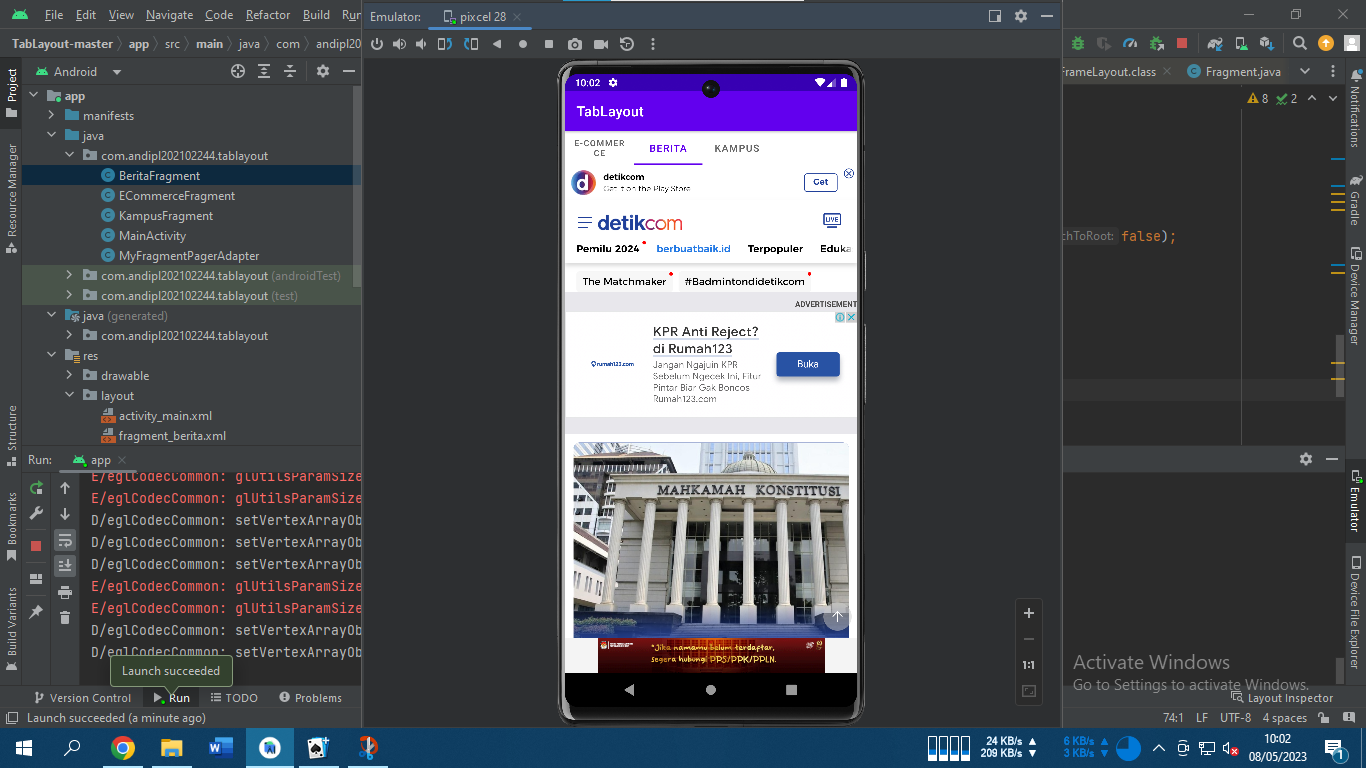 File Edit View Navigate Code Refactor Build
Emulator: pixcel 28
TabLayout-master app src main java com
FrameLayout.class Fragment.java
Android
8 2
Project
Resource Manager
Structure
Bookmarks
Build Variants
app
manifests
java
com.andipl202102244.tablayout
BeritaFragment
ECommerceFragment
KampusFragment
MainActivity
MyFragmentPagerAdapter
com.andipl202102244.tablayout (androidTest)
com.andipl202102244.tablayout (test)
java (generated)
com.andipl202102244.tablayout
res
drawable
layout
activity_main.xml
fragment_berita.xml
Run: app
E/eglCodecCommon: glUtilsParamSize
E/eglCodecCommon: glUtilsParamSize
D/eglCodecCommon: setVertexArrayOb
D/eglCodecCommon: setVertexArrayOb
D/eglCodecCommon: setVertexArrayOb
E/eglCodecCommon: glUtilsParamSize
E/eglCodecCommon: glUtilsParamSize
D/eglCodecCommon: setVertexArrayOb
D/eglCodecCommon: setVertexArrayOb
Launch succeeded
Version Control Run TODO Problems
Launch succeeded (a minute ago)
10:02
TabLayout
E-COMMER
CE
BERITA KAMPUS
detikcom
Get it on the Play Store
Get
detikcom
LIVE
Pemilu 2024 berbuatbaik.id Terpopuler Eduka
The Matchmaker #Badmintondidetikcom
ADVERTISEMENT
KPR Anti Reject?
di Rumah123
rumah123.com
Jangan Ngajuin KPR
Sebelum Ngecek Ini, Fitur
Pintar Biar Gak Boncos
Rumah123.com
Buka
MAHKAMAH KONSTITUSI
"Jika namamu belum terdaftar,
segera hubungi PPS/PPK/PPLN.
chToRoot: false);
1:1
Notifications
Device Manager
Gradle
Device Manager
Emulator
Device File Explorer
Activate Windows
Go to Settings to activate Windows.
Layout Inspector
74:1 LF UTF-8 4 spaces
24 KB/s
209 KB/s
6 KB/s
3 KB/s
10:02
08/05/2023
1